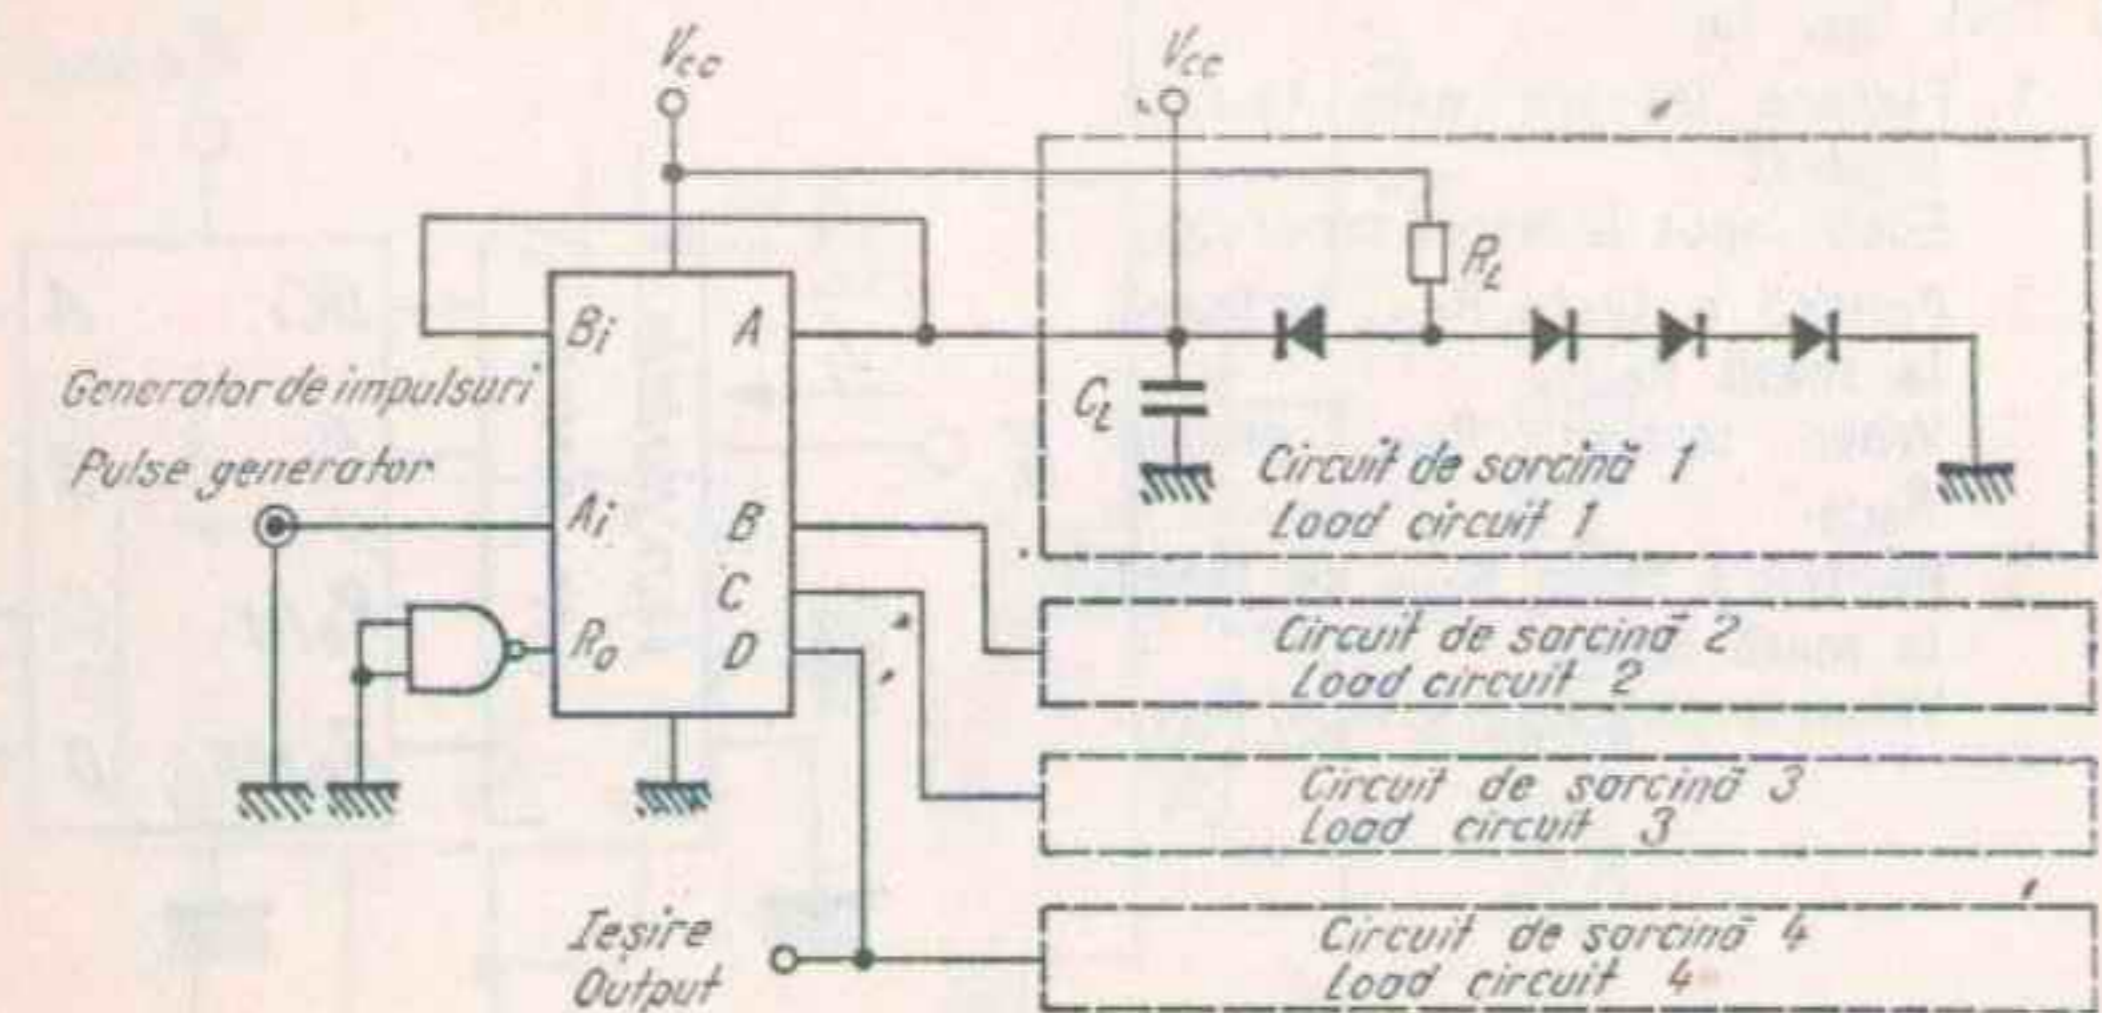 Vcc
Vcc
RL
Bi
A
Generator de impulsuri
Pulse generator
CL
Circuit de sarcină 1
Load circuit 1
Ai
B
C
Ro
D
Circuit de sarcină 2
Load circuit 2
Circuit de sarcină 3
Load circuit 3
Ieșire
Output
Circuit de sarcină 4
Load circuit 4